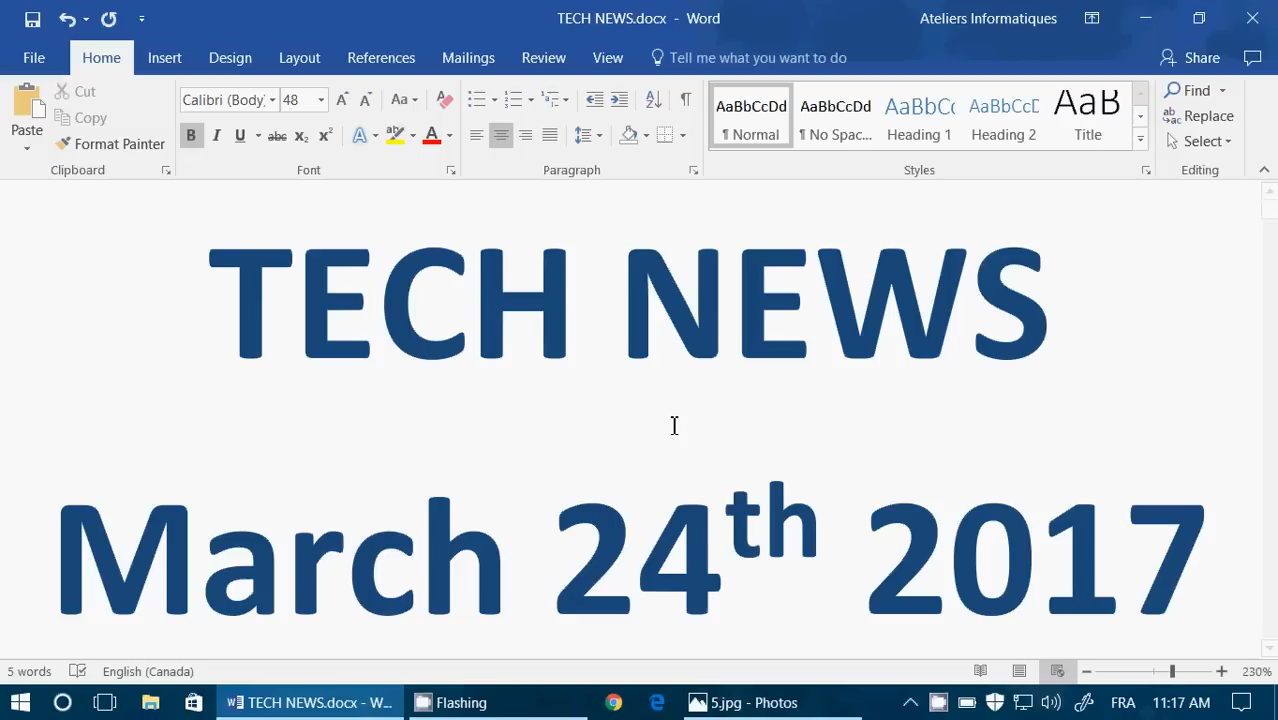 TECH NEWS.docx - Word
Ateliers Informatiques
File Home Insert Design Layout References Mailings Review View Tell me what you want to do Share
Paste
Cut
Copy
Format Painter
Clipboard
Calibri (Body) 48
Font
Paragraph
AaBbCcDd AaBbCcDd AaBbCc AaBbCcD AaB
¶ Normal ¶ No Spac... Heading 1 Heading 2 Title
Styles
Find
Replace
Select
Editing
TECH NEWS
March 24th 2017
5 words English (Canada) 230%
TECH NEWS.docx - W... Flashing 5.jpg - Photos FR 11:17 AM